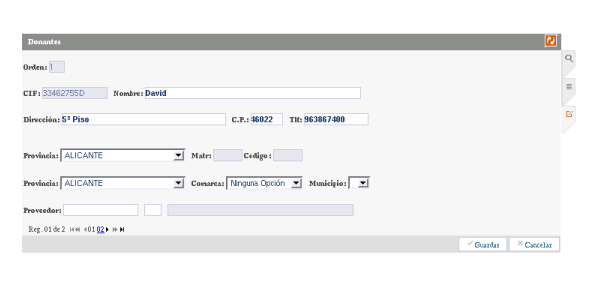 Donantes
Orden: 1
CIF: 33462755D Nombre: David
Dirección: 5º Piso C.P.: 46022 Tlf: 963867400
Provincia: ALICANTE Matr: Codigo:
Provincia: ALICANTE Comarca: Ninguna Opción Municipio:
Proveedor:
Reg. 01 de 2 01 02
Guardar Cancelar